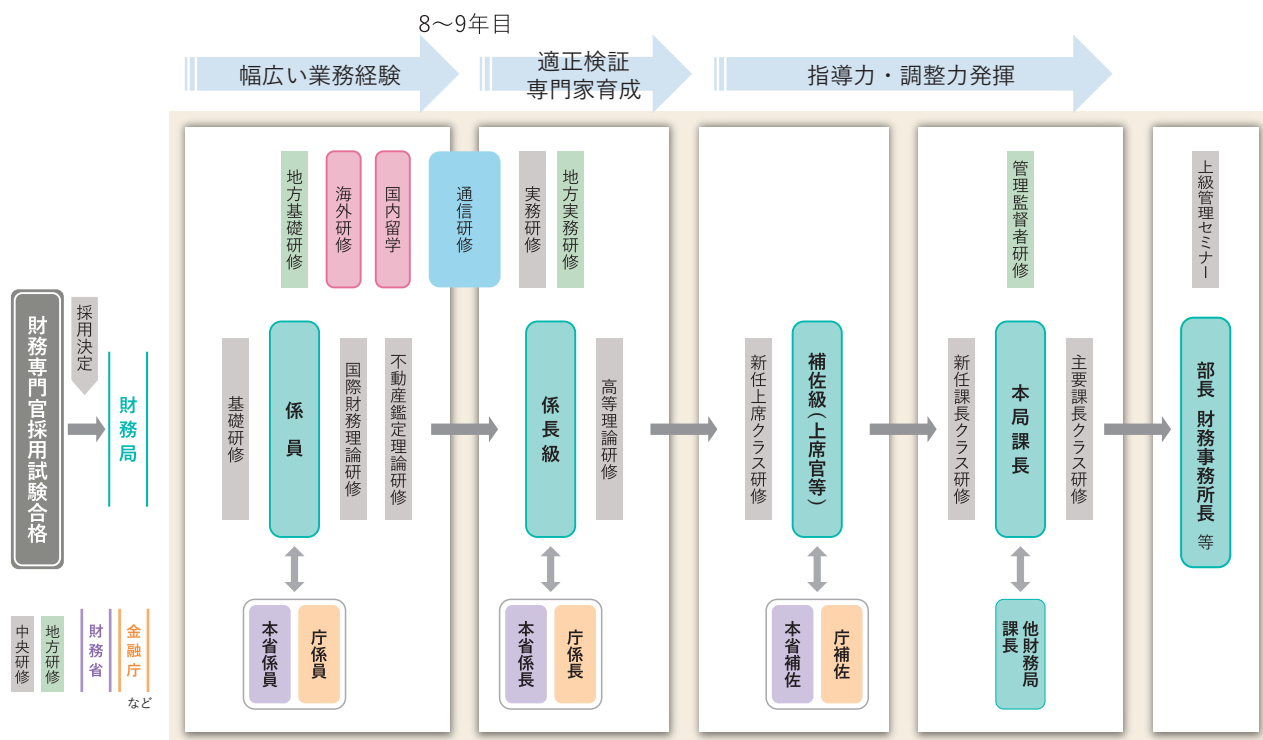 8〜9年目
幅広い業務経験
適正検証
専門家育成
指導力・調整力発揮
財務専門官採用試験合格
採用決定
財務局
地方基礎研修
海外研修
国内留学
通信研修
基礎研修
係員
国際財務理論研修
不動産鑑定理論研修
本省係員
庁係員
実務研修
地方実務研修
係長級
高等理論研修
本省係長
庁係長
新任上席クラス研修
補佐級(上席官等)
本省補佐
庁補佐
管理監督者研修
新任課長クラス研修
本局課長
主要課長クラス研修
他財務局
課長
上級管理セミナー
部長 財務事務所長 等
中央研修
地方研修
財務省
金融庁
など